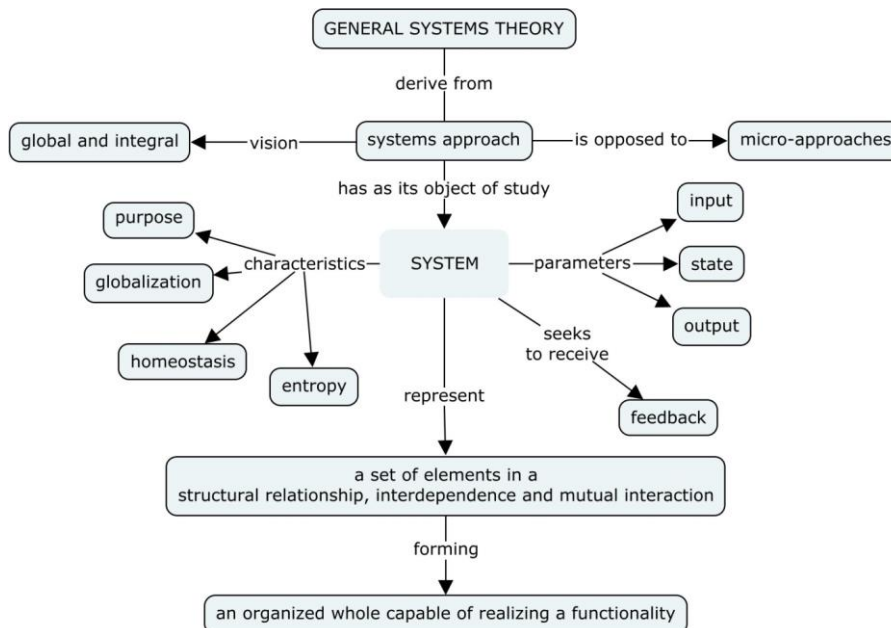 GENERAL SYSTEMS THEORY
derive from
global and integral
vision
systems approach
is opposed to
micro-approaches
has as its object of study
input
purpose
characteristics
SYSTEM
parameters
state
globalization
output
seeks
to receive
homeostasis
entropy
represent
feedback
a set of elements in a
structural relationship, interdependence and mutual interaction
forming
an organized whole capable of realizing a functionality